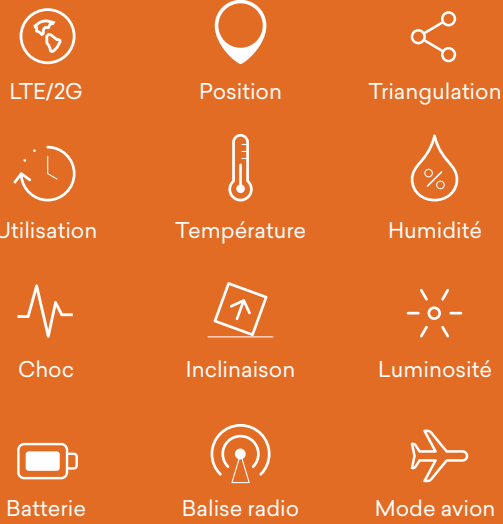 LTE/2G Position Triangulation
Utilisation Température Humidité
%
Choc Inclinaison Luminosité
Batterie Balise radio Mode avion